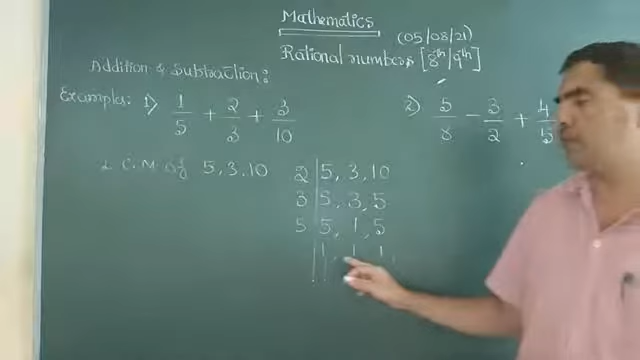 Mathematics
(05/08/21)
Rational numbers [8th/9th]
Addition & Subtraction:
Example: 1) 1/5 + 2/3 + 3/10
2) 5/8 - 3/2 + 4/5
L.C.M of 5,3,10
2 | 5, 3, 10
3 | 5, 3, 5
5 | 5, 1, 5
| 1, 1, 1,